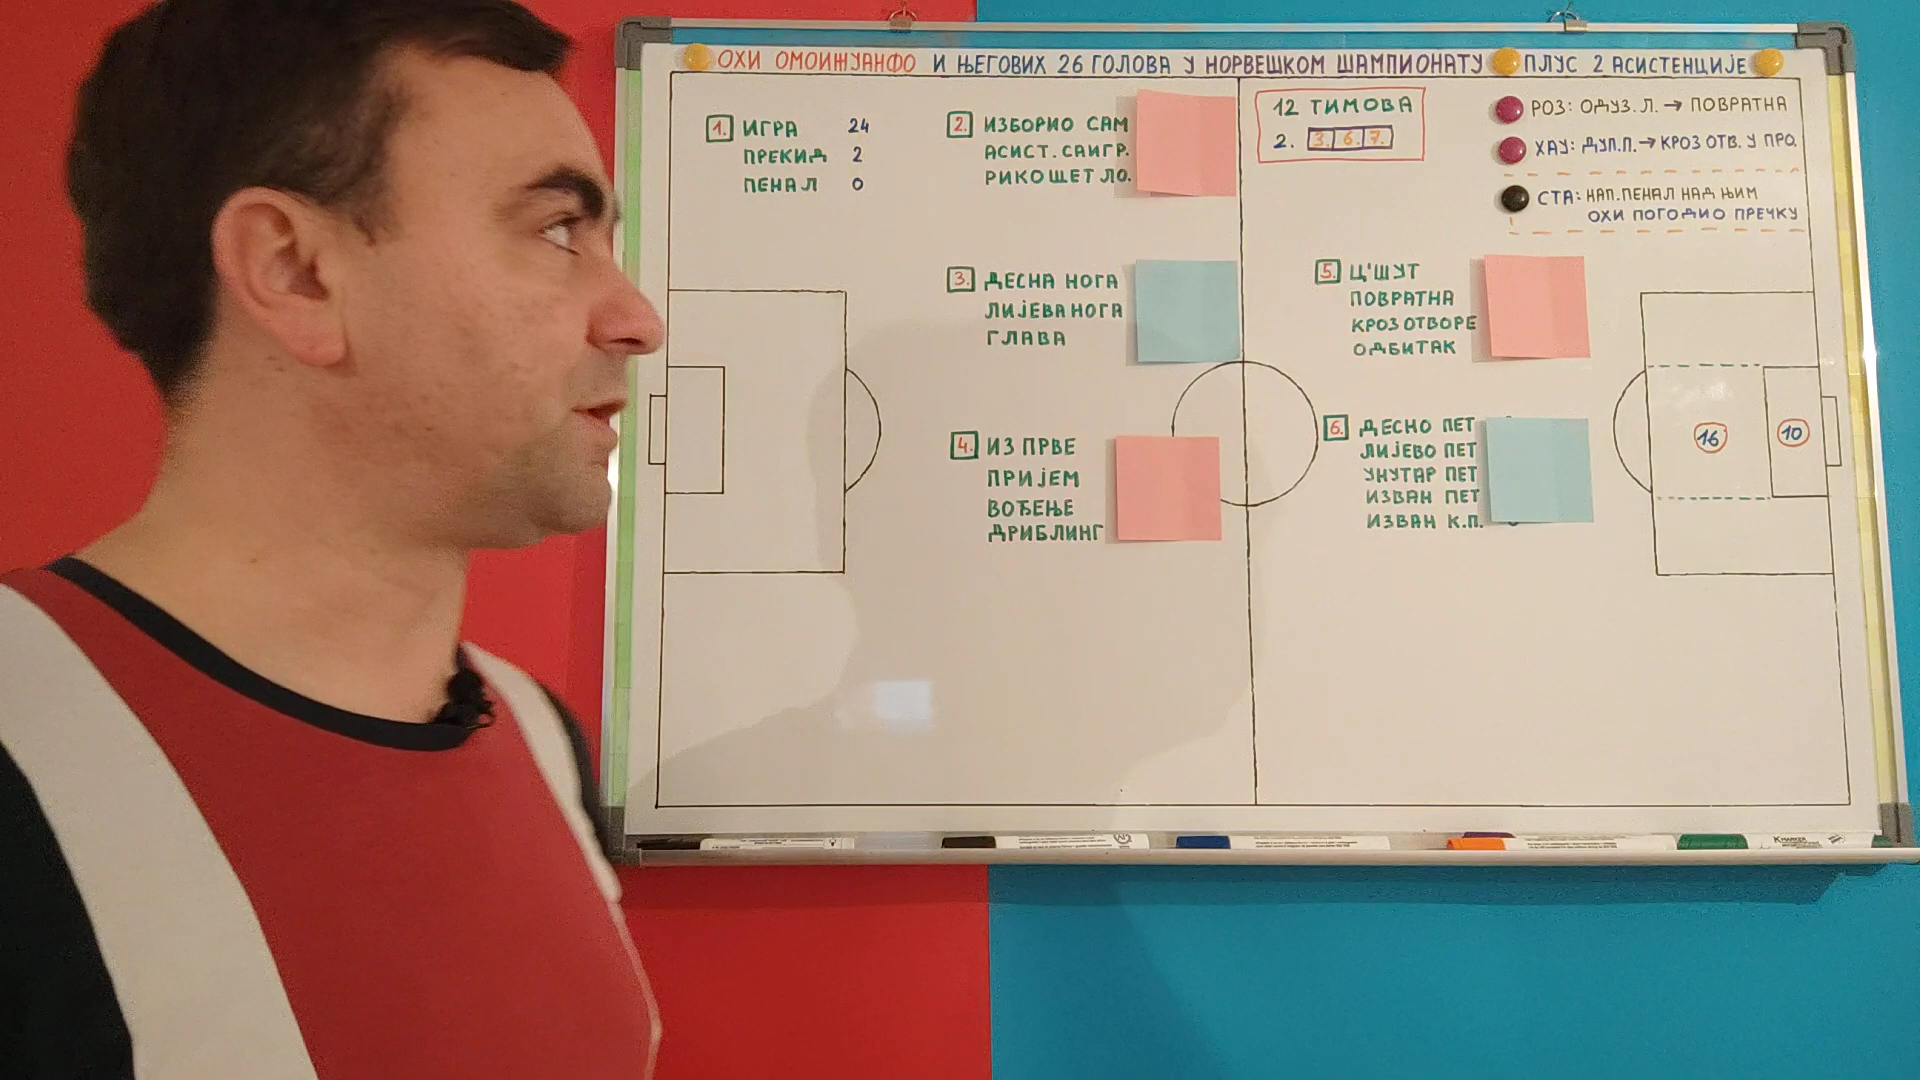 ОХИ ОМОИЖУАНФО И ЊЕГОВИХ 26 ГОЛОВА У НОРВЕШКОМ ШАМПИОНАТУ ПЛУС 2 АСИСТЕНЦИЈЕ
1. ИГРА 24
ПРЕКИД 2
ПЕНАЛ 0
2. ИЗБОРИО САМ
АСИСТ. САИГР.
РИКОШЕТ ЛО.
3. ДЕСНА НОГА
ЛИЈЕВА НОГА
ГЛАВА
4. ИЗ ПРВЕ
ПРИЈЕМ
ВОЂЕЊЕ
ДРИБЛИНГ
12 ТИМОВА
2. 3. 6. 7.
РОЗ: ОДУЗ. Л. → ПОВРАТНА
ХАУ: ДУП.П. → КРОЗ ОТВ. У ПРО.
СТА: НАП. ПЕНАЛ НАД ЊИМ
ОХИ ПОГОДИО ПРЕЧКУ
5. Ц'ШУТ
ПОВРАТНА
КРОЗ ОТВОРЕ
ОДБИТАК
6. ДЕСНО ПЕТ
ЛИЈЕВО ПЕТ
УНУТАР ПЕТ
ИЗВАН ПЕТ
ИЗВАН К.П.
16
10